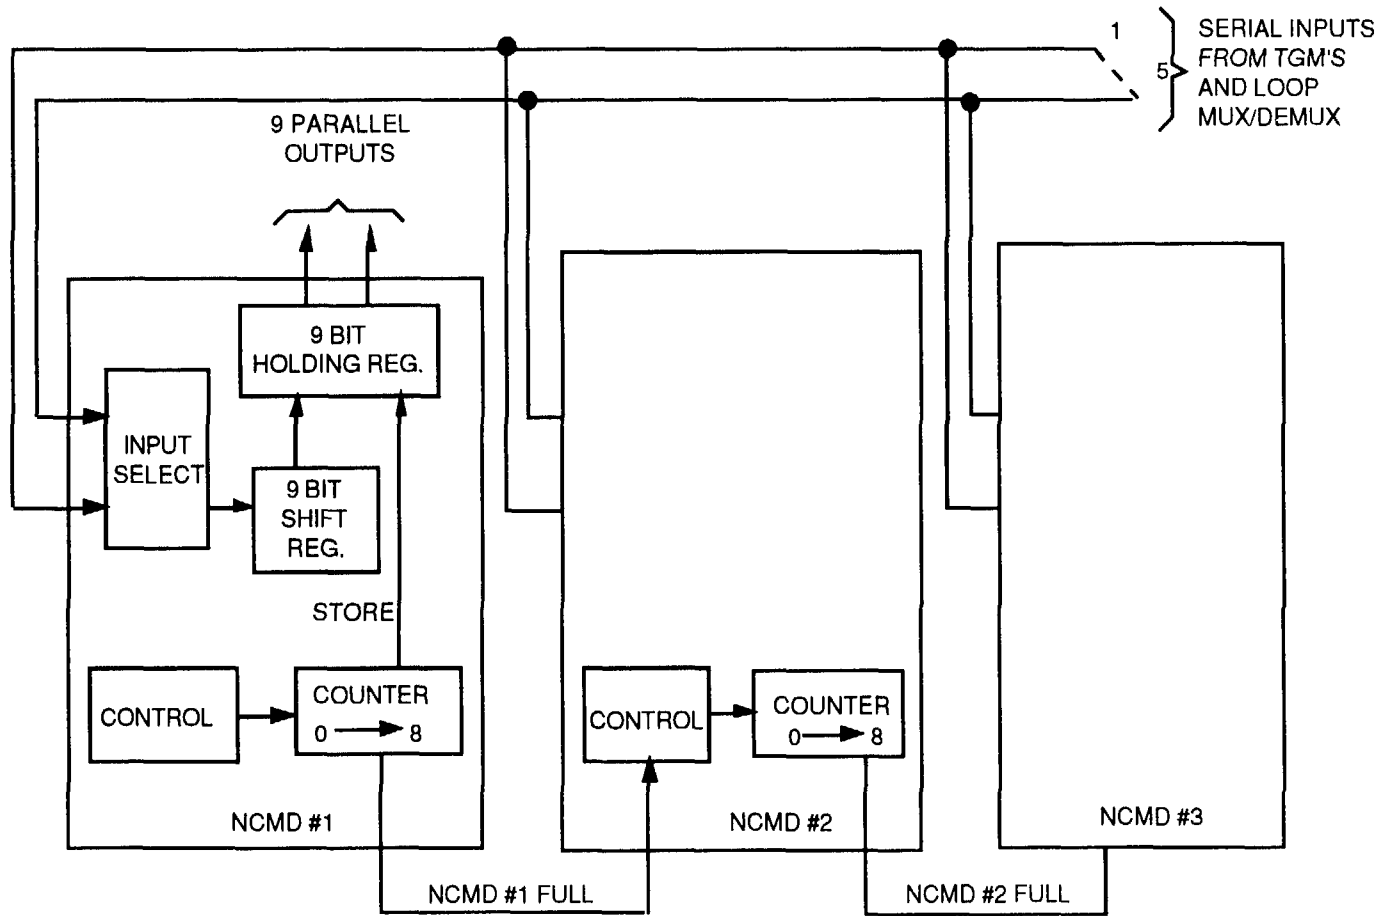 1
5
SERIAL INPUTS
FROM TGM'S
AND LOOP
MUX/DEMUX
9 PARALLEL
OUTPUTS
9 BIT
HOLDING REG.
INPUT
SELECT
9 BIT
SHIFT
REG.
STORE
CONTROL
COUNTER
0 8
NCMD #1
CONTROL
COUNTER
0 8
NCMD #2
NCMD #3
NCMD #1 FULL
NCMD #2 FULL